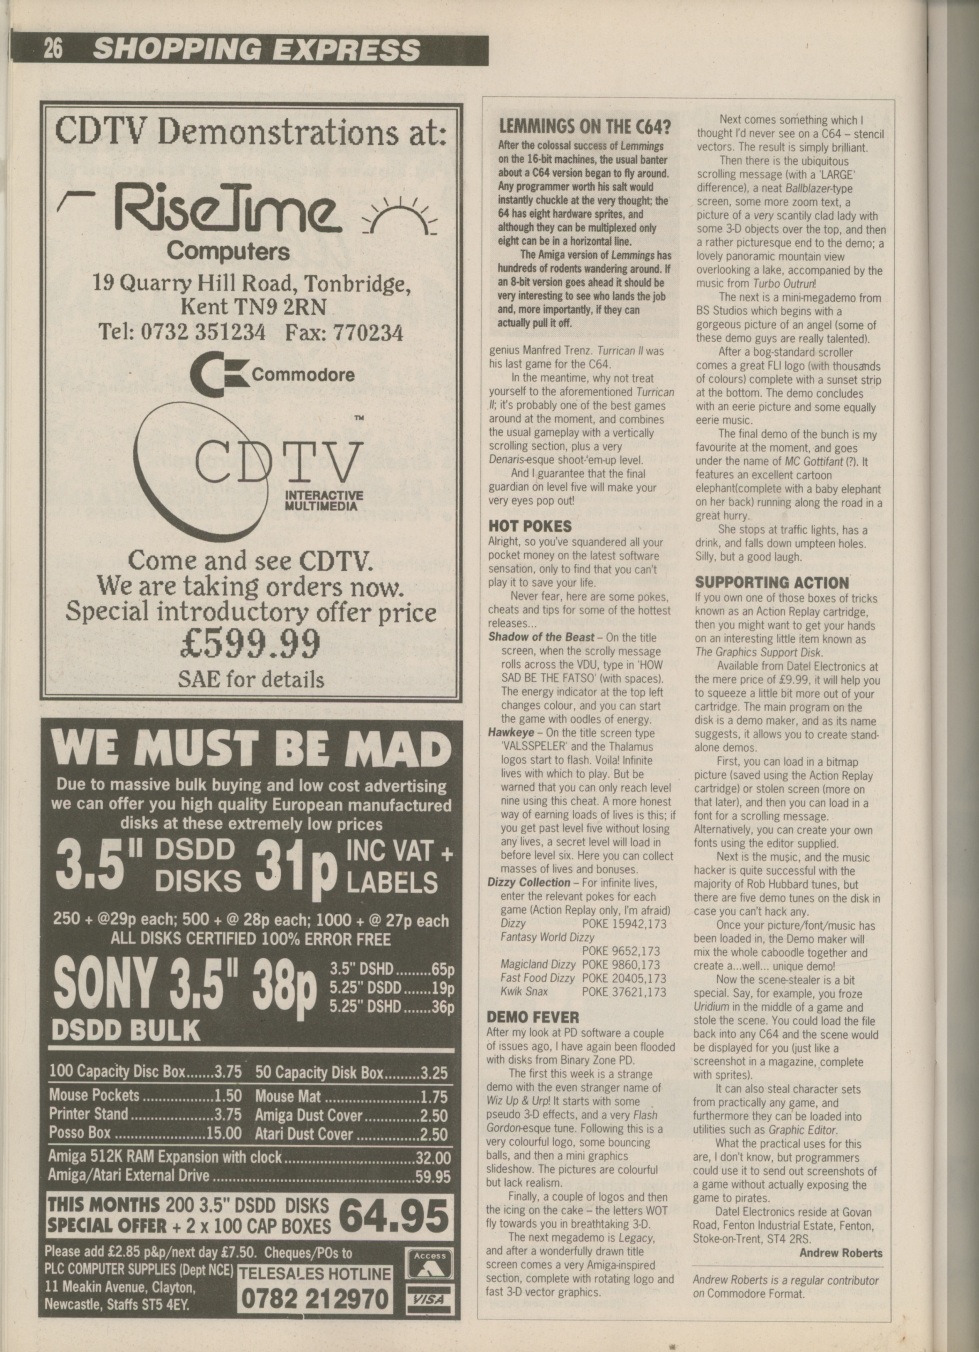 26 SHOPPING EXPRESS
CDTV Demonstrations at:
RiseTime
Computers
19 Quarry Hill Road, Tonbridge,
Kent TN9 2RN
Tel: 0732 351234 Fax: 770234
Commodore
CDTV
™
INTERACTIVE
MULTIMEDIA
Come and see CDTV.
We are taking orders now.
Special introductory offer price
£599.99
SAE for details
WE MUST BE MAD
Due to massive bulk buying and low cost advertising
we can offer you high quality European manufactured
disks at these extremely low prices
3.5" DSDD DISKS 31p INC VAT + LABELS
250 + @29p each; 500 + @ 28p each; 1000 + @ 27p each
ALL DISKS CERTIFIED 100% ERROR FREE
SONY 3.5" 38p
DSDD BULK
3.5" DSHD.........65p
5.25" DSDD......19p
5.25" DSHD.......36p
100 Capacity Disc Box.......3.75 50 Capacity Disk Box.........3.25
Mouse Pockets..................1.50 Mouse Mat........................1.75
Printer Stand.....................3.75 Amiga Dust Cover..............2.50
Posso Box.......................15.00 Atari Dust Cover................2.50
Amiga 512K RAM Expansion with clock.................................32.00
Amiga/Atari External Drive....................................................59.95
THIS MONTHS 200 3.5" DSDD DISKS
SPECIAL OFFER + 2 x 100 CAP BOXES 64.95
Please add £2.85 p&p/next day £7.50. Cheques/POs to
PLC COMPUTER SUPPLIES (Dept NCE)
11 Meakin Avenue, Clayton,
Newcastle, Staffs ST5 4EY.
TELESALES HOTLINE
0782 212970
Access
VISA
LEMMINGS ON THE C64?
After the colossal success of Lemmings
on the 16-bit machines, the usual banter
about a C64 version began to fly around.
Any programmer worth his salt would
instantly chuckle at the very thought; the
64 has eight hardware sprites, and
although they can be multiplexed only
eight can be in a horizontal line.
The Amiga version of Lemmings has
hundreds of rodents wandering around. If
an 8-bit version goes ahead it should be
very interesting to see who lands the job
and, more importantly, if they can
actually pull it off.
genius Manfred Trenz. Turrican II was
his last game for the C64.
In the meantime, why not treat
yourself to the aforementioned Turrican
II; it's probably one of the best games
around at the moment, and combines
the usual gameplay with a vertically
scrolling section, plus a very
Denaris-esque shoot-'em-up level.
And I guarantee that the final
guardian on level five will make your
very eyes pop out!
HOT POKES
Alright, so you've squandered all your
pocket money on the latest software
sensation, only to find that you can't
play it to save your life.
Never fear, here are some pokes,
cheats and tips for some of the hottest
releases...
Shadow of the Beast – On the title
screen, when the scrolly message
rolls across the VDU, type in 'HOW
SAD BE THE FATSO' (with spaces).
The energy indicator at the top left
changes colour, and you can start
the game with oodles of energy.
Hawkeye – On the title screen type
'VALSSPELER' and the Thalamus
logos start to flash. Voila! Infinite
lives with which to play. But be
warned that you can only reach level
nine using this cheat. A more honest
way of earning loads of lives is this; if
you get past level five without losing
any lives, a secret level will load in
before level six. Here you can collect
masses of lives and bonuses.
Dizzy Collection – For infinite lives,
enter the relevant pokes for each
game (Action Replay only, I'm afraid)
Dizzy POKE 15942,173
Fantasy World Dizzy
POKE 9652,173
Magicland Dizzy POKE 9860,173
Fast Food Dizzy POKE 20405,173
Kwik Snax POKE 37621,173
DEMO FEVER
After my look at PD software a couple
of issues ago, I have again been flooded
with disks from Binary Zone PD.
The first this week is a strange
demo with the even stranger name of
Wiz Up & Urp! It starts with some
pseudo 3-D effects, and a very Flash
Gordon-esque tune. Following this is a
very colourful logo, some bouncing
balls, and then a mini graphics
slideshow. The pictures are colourful
but lack realism.
Finally, a couple of logos and then
the icing on the cake – the letters WOT
fly towards you in breathtaking 3-D.
The next megademo is Legacy,
and after a wonderfully drawn title
screen comes a very Amiga-inspired
section, complete with rotating logo and
fast 3-D vector graphics.
Next comes something which I
thought I'd never see on a C64 – stencil
vectors. The result is simply brilliant.
Then there is the ubiquitous
scrolling message (with a 'LARGE'
difference), a neat Ballblazer-type
screen, some more zoom text, a
picture of a very scantily clad lady with
some 3-D objects over the top, and then
a rather picturesque end to the demo; a
lovely panoramic mountain view
overlooking a lake, accompanied by the
music from Turbo Outrun!
The next is a mini-megademo from
BS Studios which begins with a
gorgeous picture of an angel (some of
these demo guys are really talented).
After a bog-standard scroller
comes a great FLI logo (with thousands
of colours) complete with a sunset strip
at the bottom. The demo concludes
with an eerie picture and some equally
eerie music.
The final demo of the bunch is my
favourite at the moment, and goes
under the name of MC Gottifant (?). It
features an excellent cartoon
elephant(complete with a baby elephant
on her back) running along the road in a
great hurry.
She stops at traffic lights, has a
drink, and falls down umpteen holes.
Silly, but a good laugh.
SUPPORTING ACTION
If you own one of those boxes of tricks
known as an Action Replay cartridge,
then you might want to get your hands
on an interesting little item known as
The Graphics Support Disk.
Available from Datel Electronics at
the mere price of £9.99, it will help you
to squeeze a little bit more out of your
cartridge. The main program on the
disk is a demo maker, and as its name
suggests, it allows you to create stand-
alone demos.
First, you can load in a bitmap
picture (saved using the Action Replay
cartridge) or stolen screen (more on
that later), and then you can load in a
font for a scrolling message.
Alternatively, you can create your own
fonts using the editor supplied.
Next is the music, and the music
hacker is quite successful with the
majority of Rob Hubbard tunes, but
there are five demo tunes on the disk in
case you can't hack any.
Once your picture/font/music has
been loaded in, the Demo maker will
mix the whole caboodle together and
create a...well... unique demo!
Now the scene-stealer is a bit
special. Say, for example, you froze
Uridium in the middle of a game and
stole the scene. You could load the file
back into any C64 and the scene would
be displayed for you (just like a
screenshot in a magazine, complete
with sprites).
It can also steal character sets
from practically any game, and
furthermore they can be loaded into
utilities such as Graphic Editor.
What the practical uses for this
are, I don't know, but programmers
could use it to send out screenshots of
a game without actually exposing the
game to pirates.
Datel Electronics reside at Govan
Road, Fenton Industrial Estate, Fenton,
Stoke-on-Trent, ST4 2RS.
Andrew Roberts
Andrew Roberts is a regular contributor
on Commodore Format.